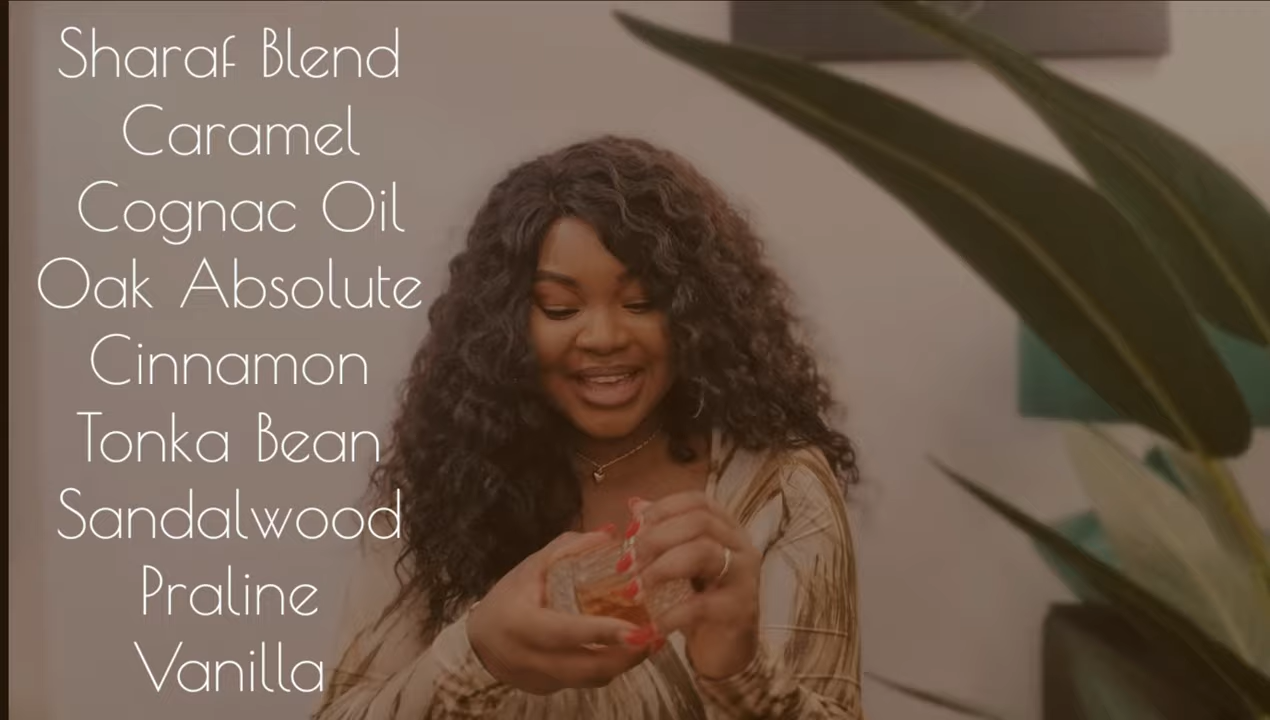 Sharaf Blend
Caramel
Cognac Oil
Oak Absolute
Cinnamon
Tonka Bean
Sandalwood
Praline
Vanilla